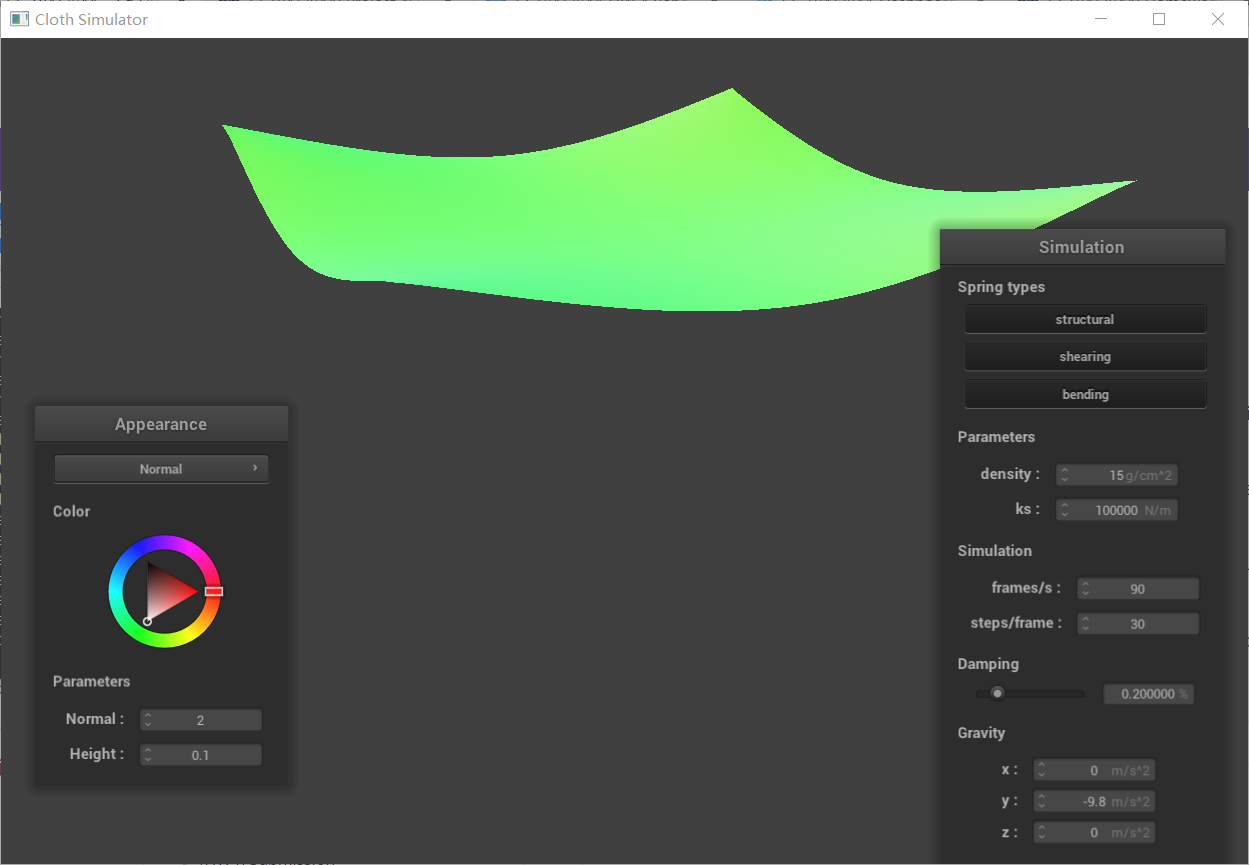 Cloth Simulator
Simulation
Spring types
structural
shearing
bending
Parameters
density : 15 g/cm^2
ks : 100000 N/m
Simulation
frames/s : 90
steps/frame : 30
Damping
0.200000 %
Gravity
x : 0 m/s^2
y : -9.8 m/s^2
z : 0 m/s^2
Appearance
Normal
Color
Parameters
Normal : 2
Height : 0.1